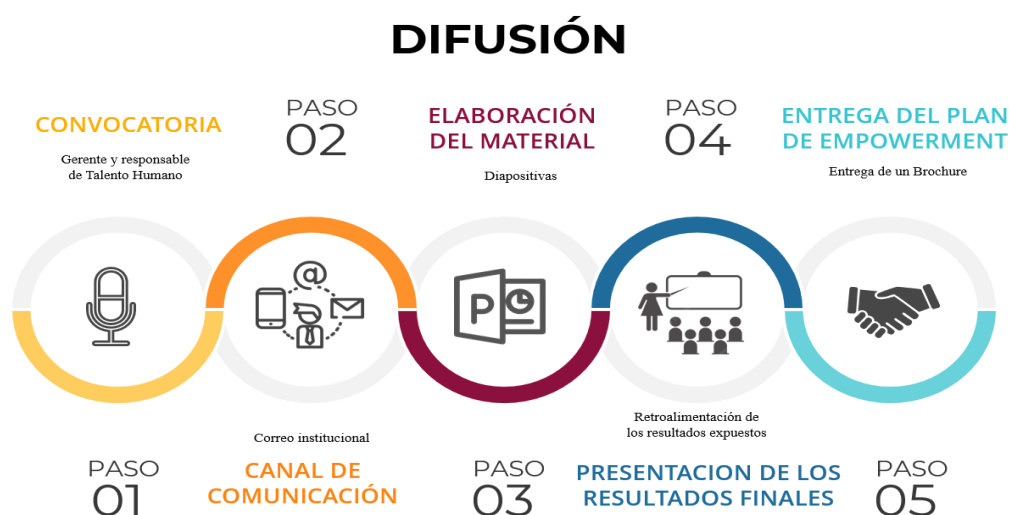 DIFUSIÓN
CONVOCATORIA
Gerente y responsable
de Talento Humano
PASO
01
PASO
02
CANAL DE
COMUNICACIÓN
Correo institucional
ELABORACIÓN
DEL MATERIAL
Diapositivas
P
PASO
03
PASO
04
PRESENTACION DE LOS
RESULTADOS FINALES
Retroalimentación de
los resultados expuestos
ENTREGA DEL PLAN
DE EMPOWERMENT
Entrega de un Brochure
PASO
05
@